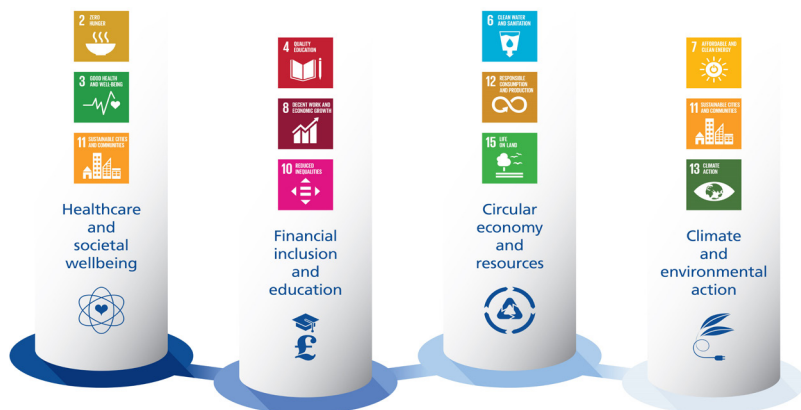 2 ZERO
HUNGER
3 GOOD HEALTH
AND WELL-BEING
11 SUSTAINABLE CITIES
AND COMMUNITIES
Healthcare
and
societal
wellbeing
4 QUALITY
EDUCATION
8 DECENT WORK AND
ECONOMIC GROWTH
10 REDUCED
INEQUALITIES
Financial
inclusion
and
education
£
6 CLEAN WATER
AND SANITATION
12 RESPONSIBLE
CONSUMPTION
AND PRODUCTION
15 LIFE
ON LAND
Circular
economy
and
resources
7 AFFORDABLE AND
CLEAN ENERGY
11 SUSTAINABLE CITIES
AND COMMUNITIES
13 CLIMATE
ACTION
Climate
and
environmental
action